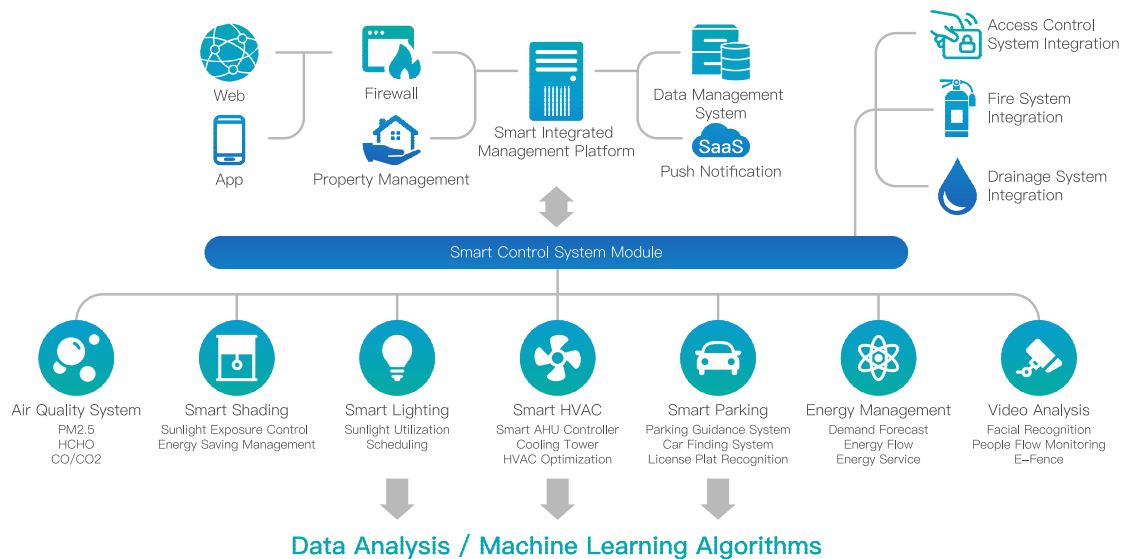 Web
App
Firewall
Property Management
Smart Integrated
Management Platform
Data Management
System
SaaS
Push Notification
Access Control
System Integration
Fire System
Integration
Drainage System
Integration
Smart Control System Module
Air Quality System
PM2.5
HCHO
CO/CO2
Smart Shading
Sunlight Exposure Control
Energy Saving Management
Smart Lighting
Sunlight Utilization
Scheduling
Smart HVAC
Smart AHU Controller
Cooling Tower
HVAC Optimization
Smart Parking
Parking Guidance System
Car Finding System
License Plat Recognition
Energy Management
Demand Forecast
Energy Flow
Energy Service
Video Analysis
Facial Recognition
People Flow Monitoring
E-Fence
Data Analysis / Machine Learning Algorithms